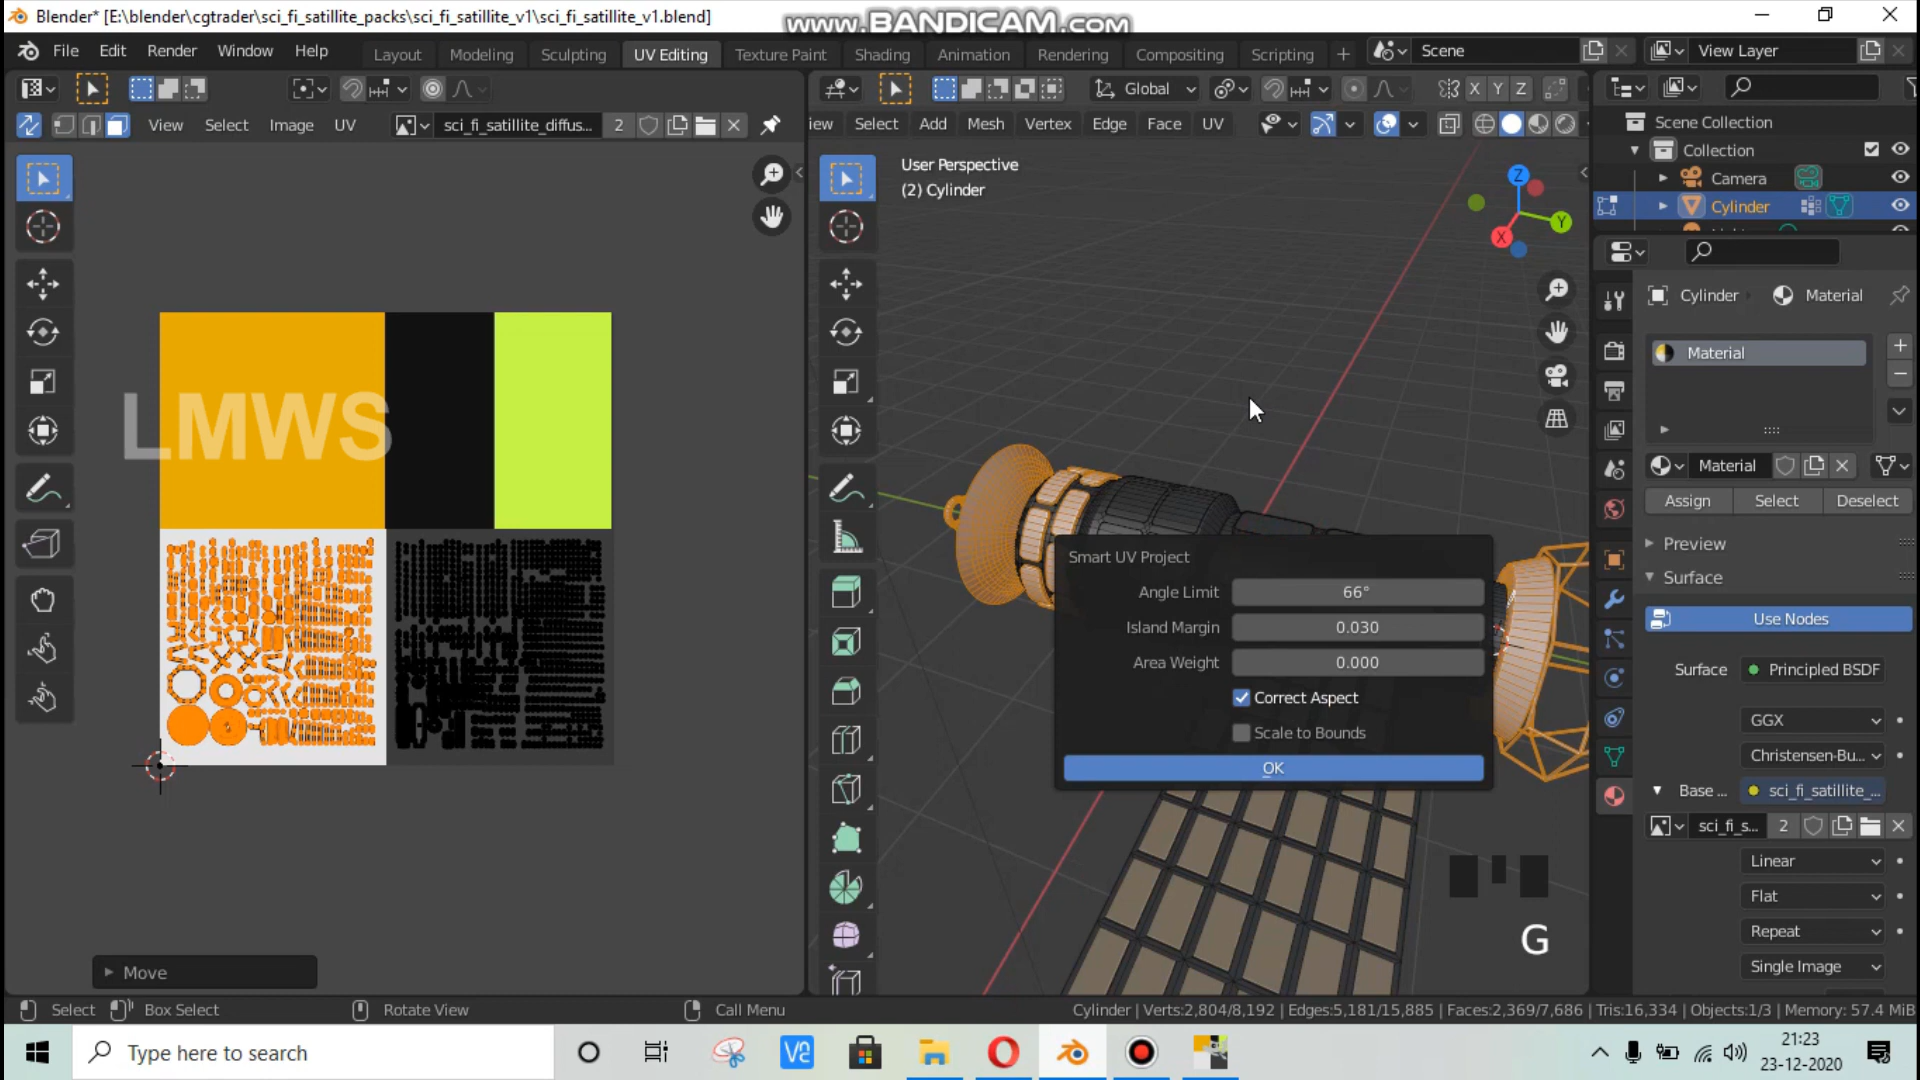 Blender* [E:\blender\cgtrader\sci_fi_satillite_packs\sci_fi_satillite_v1\sci_fi_satillite_v1.blend]
www.BANDICAM.com
File Edit Render Window Help
Layout Modeling Sculpting UV Editing Texture Paint Shading Animation Rendering Compositing Scripting +
Scene
View Layer
Global
X Y Z
View Select Image UV
sci_fi_satillite_diffus... 2
iew Select Add Mesh Vertex Edge Face UV
Scene Collection
Collection
Camera
Cylinder
User Perspective
(2) Cylinder
Z
Y
X
Cylinder
Material
Material
Material
Assign Select Deselect
Preview
Surface
Use Nodes
Surface Principled BSDF
GGX
Christensen-Bu...
Base ... sci_fi_satillite_...
sci_fi_s... 2
Linear
Flat
Repeat
Single Image
LMWS
Smart UV Project
Angle Limit 66°
Island Margin 0.030
Area Weight 0.000
Correct Aspect
Scale to Bounds
OK
G
Move
Select Box Select Rotate View Call Menu
Cylinder | Verts:2,804/8,192 | Edges:5,181/15,885 | Faces:2,369/7,686 | Tris:16,334 | Objects:1/3 | Memory: 57.4 MiB
Type here to search
21:23
23-12-2020